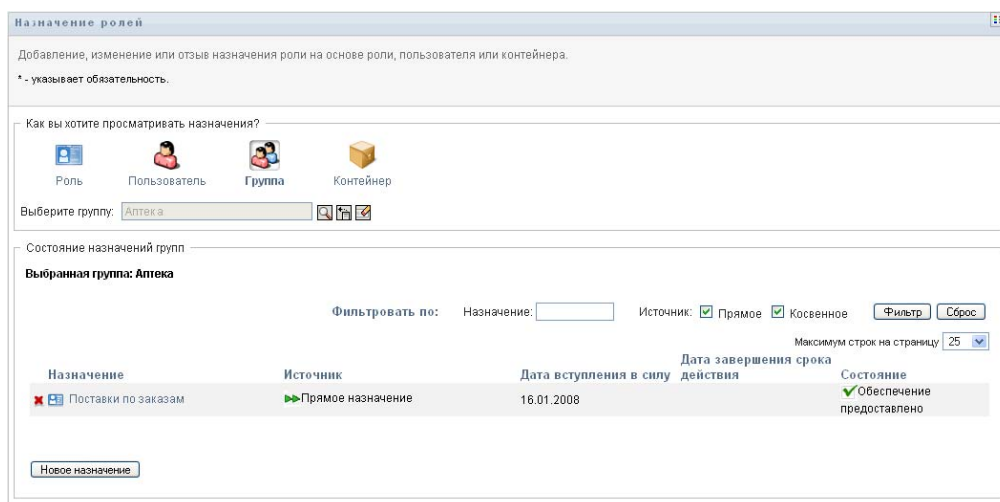 Назначение ролей
Добавление, изменение или отзыв назначения роли на основе роли, пользователя или контейнера.
* - указывает обязательность.
Как вы хотите просматривать назначения?
Роль Пользователь Группа Контейнер
Выберите группу: Аптека
Состояние назначений групп
Выбранная группа: Аптека
Фильтровать по: Назначение: Источник: Прямое Косвенное Фильтр Сброс
Максимум строк на страницу 25
Назначение Источник Дата вступления в силу Дата завершения срока действия Состояние
Поставки по заказам Прямое назначение 16.01.2008 Обеспечение предоставлено
Новое назначение